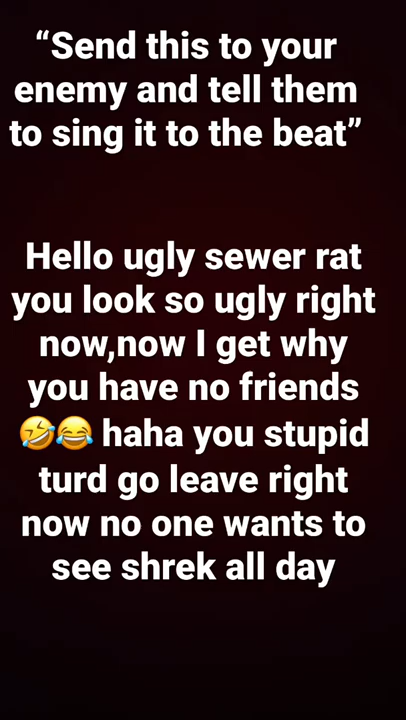 “Send this to your
enemy and tell them
to sing it to the beat”
Hello ugly sewer rat
you look so ugly right
now,now I get why
you have no friends
🤣😂 haha you stupid
turd go leave right
now no one wants to
see shrek all day